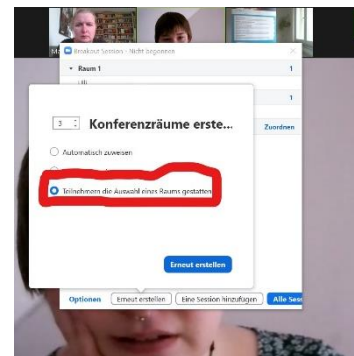 Breakout Session - Nicht begonnen
Raum 1 1
1
Zuordnen
3 Konferenzräume erste...
Automatisch zuweisen
Teilnehmern die Auswahl eines Raums gestatten
Erneut erstellen
Optionen Erneut erstellen Eine Session hinzufügen Alle Sess